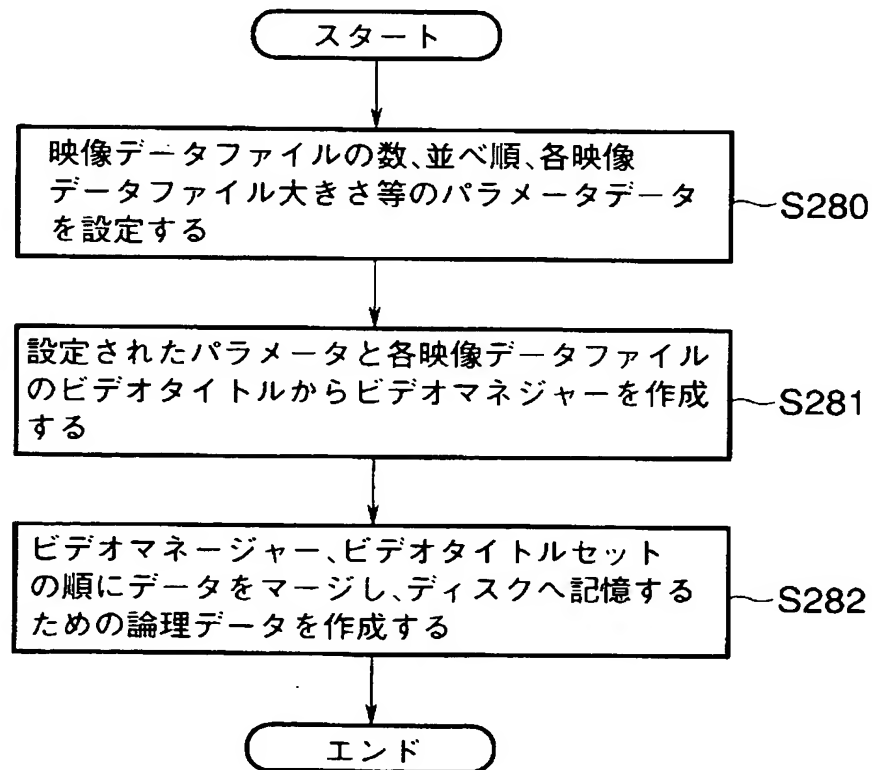 スタート
映像データファイルの数、並べ順、各映像
データファイル大きさ等のパラメータデータ
を設定する
S280
設定されたパラメータと各映像データファイル
のビデオタイトルからビデオマネジャーを作成
する
S281
ビデオマネージャー、ビデオタイトルセット
の順にデータをマージし、ディスクへ記憶する
ための論理データを作成する
S282
エンド